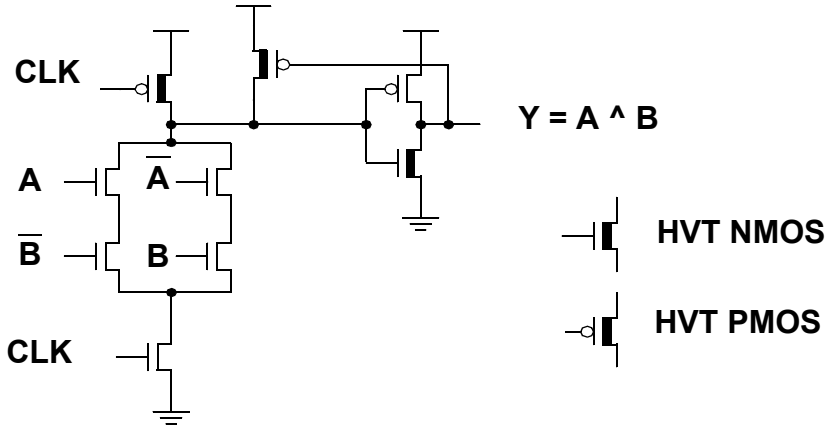 CLK
Y = A ^ B
A
A̅
B̅
B
HVT NMOS
HVT PMOS
CLK